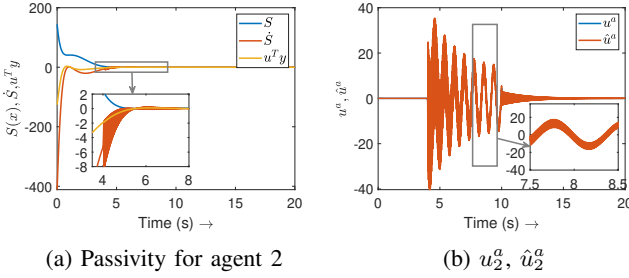 200
0
-200
-400
S(x), Ṡ, uᵀy
S
Ṡ
uᵀy
2
0
-2
-4
-6
-8
4 6 8
0 5 10 15 20
Time (s) →
(a) Passivity for agent 2
40
20
0
-20
-40
uᵃ, ûᵃ
uᵃ
ûᵃ
40
20
0
-20
-40
7.5 8 8.5
0 5 10 15 20
Time (s) →
(b) u₂ᵃ, û₂ᵃ